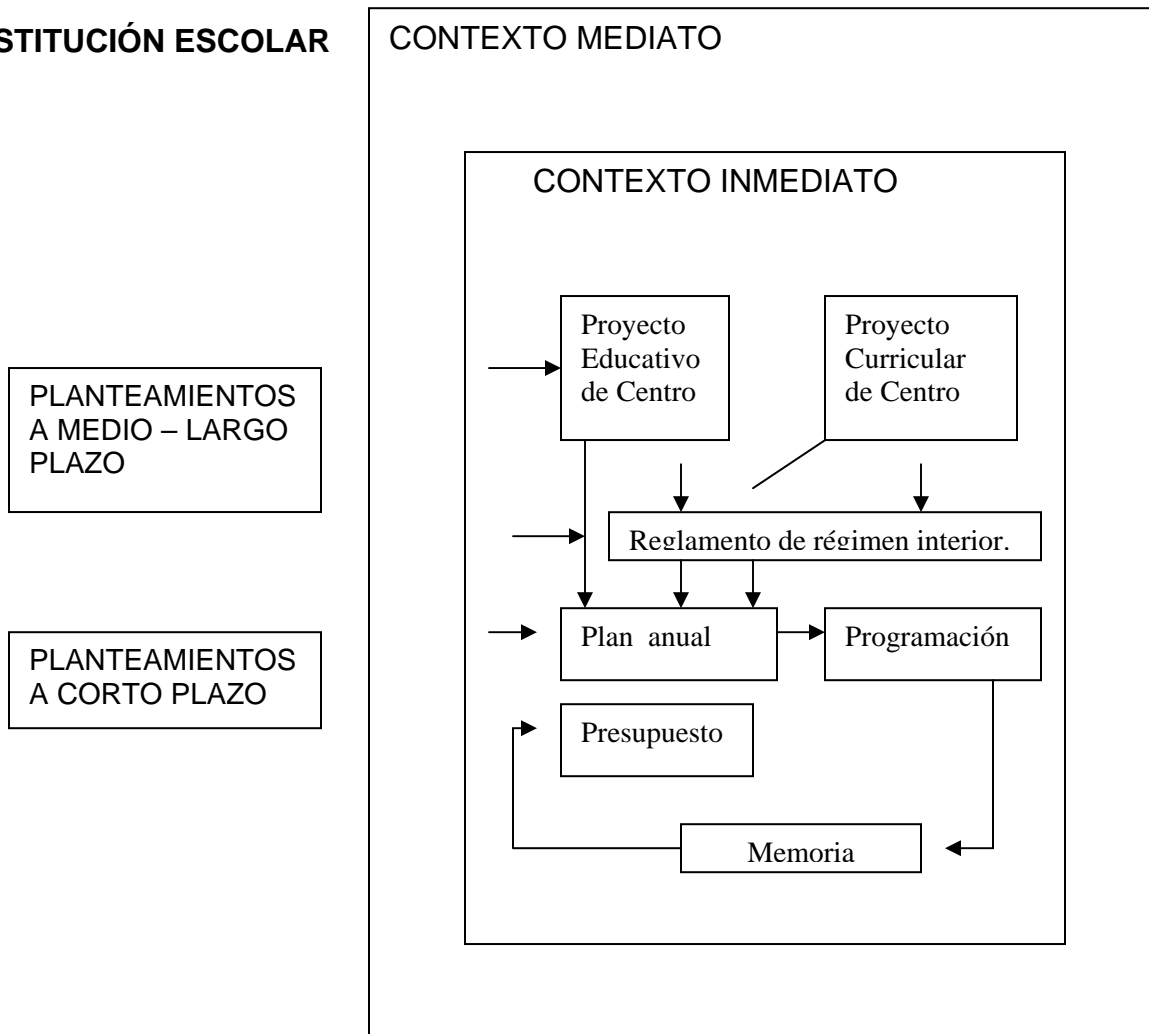 STITUCIÓN ESCOLAR
CONTEXTO MEDIATO
CONTEXTO INMEDIATO
Proyecto
Educativo
de Centro
Proyecto
Curricular
de Centro
PLANTEAMIENTOS
A MEDIO – LARGO
PLAZO
Reglamento de régimen interior.
Plan anual
Programación
PLANTEAMIENTOS
A CORTO PLAZO
Presupuesto
Memoria